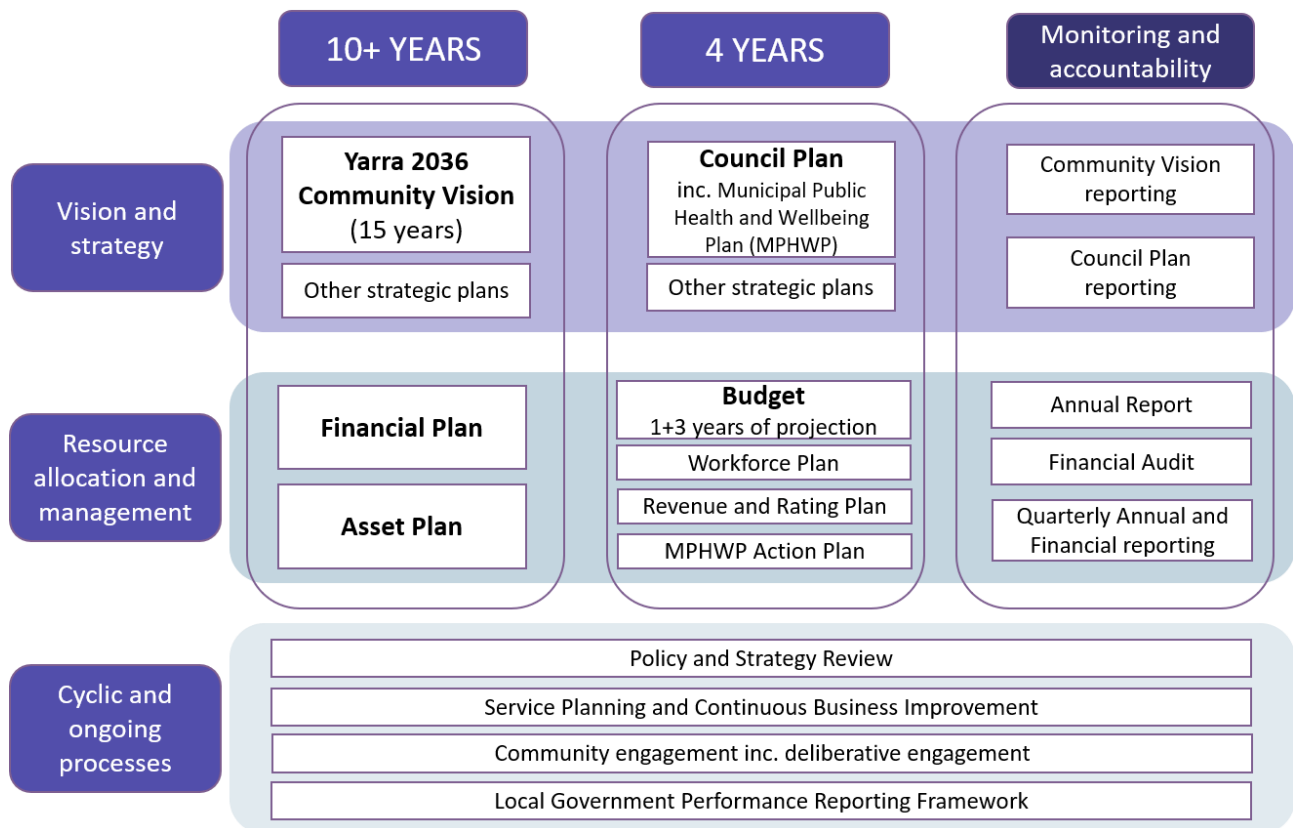 10+ YEARS
4 YEARS
Monitoring and
accountability
Vision and
strategy
Yarra 2036
Community Vision
(15 years)
Other strategic plans
Council Plan
inc. Municipal Public
Health and Wellbeing
Plan (MPHWP)
Other strategic plans
Community Vision
reporting
Council Plan
reporting
Resource
allocation and
management
Financial Plan
Asset Plan
Budget
1+3 years of projection
Workforce Plan
Revenue and Rating Plan
MPHWP Action Plan
Annual Report
Financial Audit
Quarterly Annual and
Financial reporting
Cyclic and
ongoing
processes
Policy and Strategy Review
Service Planning and Continuous Business Improvement
Community engagement inc. deliberative engagement
Local Government Performance Reporting Framework